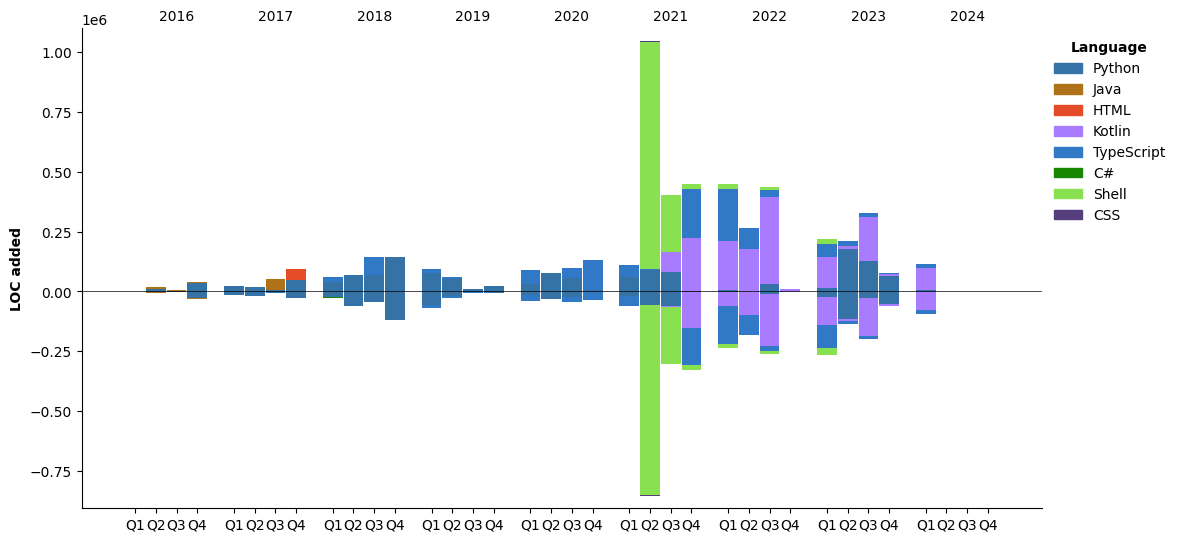 2016 2017 2018 2019 2020 2021 2022 2023 2024
1e6
1.00
0.75
0.50
0.25
0.00
−0.25
−0.50
−0.75
LOC added
Q1 Q2 Q3 Q4 Q1 Q2 Q3 Q4 Q1 Q2 Q3 Q4 Q1 Q2 Q3 Q4 Q1 Q2 Q3 Q4 Q1 Q2 Q3 Q4 Q1 Q2 Q3 Q4 Q1 Q2 Q3 Q4 Q1 Q2 Q3 Q4
Language
Python
Java
HTML
Kotlin
TypeScript
C#
Shell
CSS